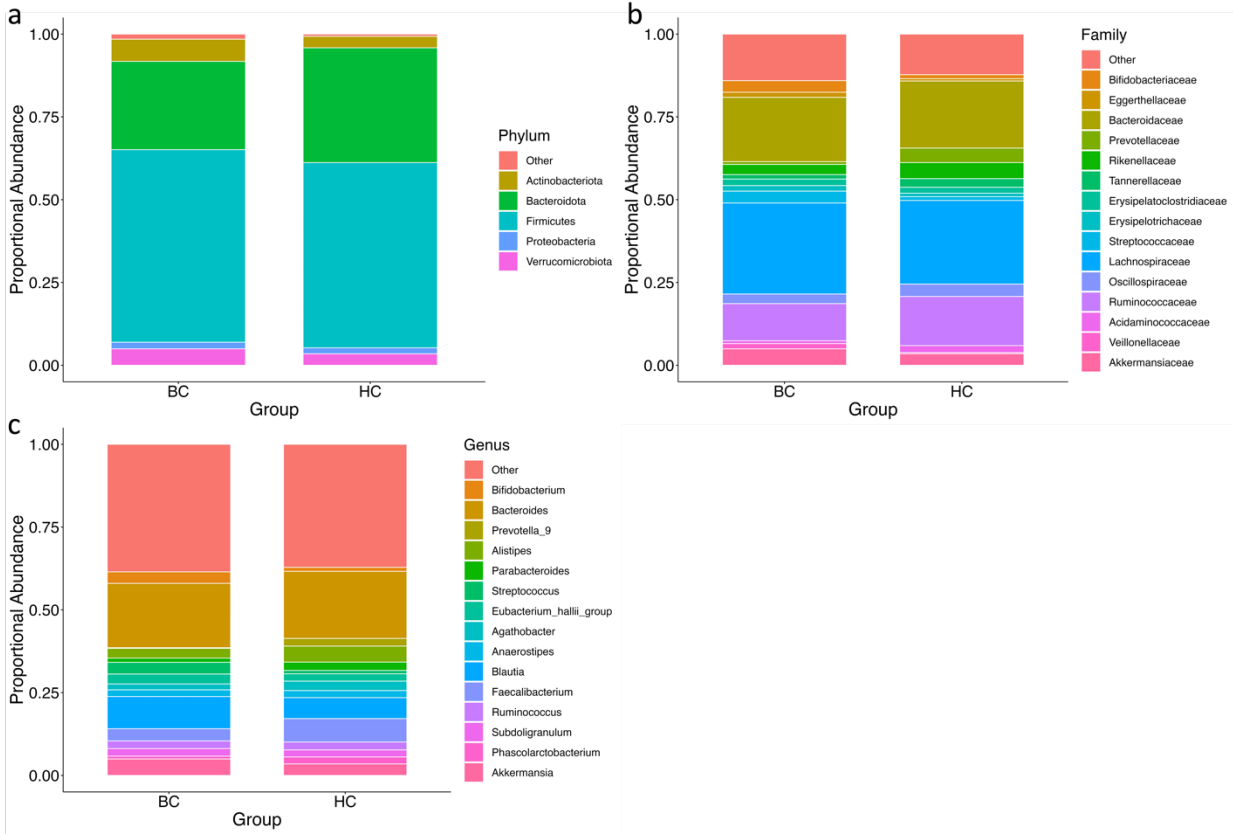 a
Proportional Abundance
1.00
0.75
0.50
0.25
0.00
BC
HC
Group
Phylum
Other
Actinobacteriota
Bacteroidota
Firmicutes
Proteobacteria
Verrucomicrobiota
b
Proportional Abundance
1.00
0.75
0.50
0.25
0.00
BC
HC
Group
Family
Other
Bifidobacteriaceae
Eggerthellaceae
Bacteroidaceae
Prevotellaceae
Rikenellaceae
Tannerellaceae
Erysipelatoclostridiaceae
Erysipelotrichaceae
Streptococcaceae
Lachnospiraceae
Oscillospiraceae
Ruminococcaceae
Acidaminococcaceae
Veillonellaceae
Akkermansiaceae
c
Proportional Abundance
1.00
0.75
0.50
0.25
0.00
BC
HC
Group
Genus
Other
Bifidobacterium
Bacteroides
Prevotella_9
Alistipes
Parabacteroides
Streptococcus
Eubacterium_hallii_group
Agathobacter
Anaerostipes
Blautia
Faecalibacterium
Ruminococcus
Subdoligranulum
Phascolarctobacterium
Akkermansia